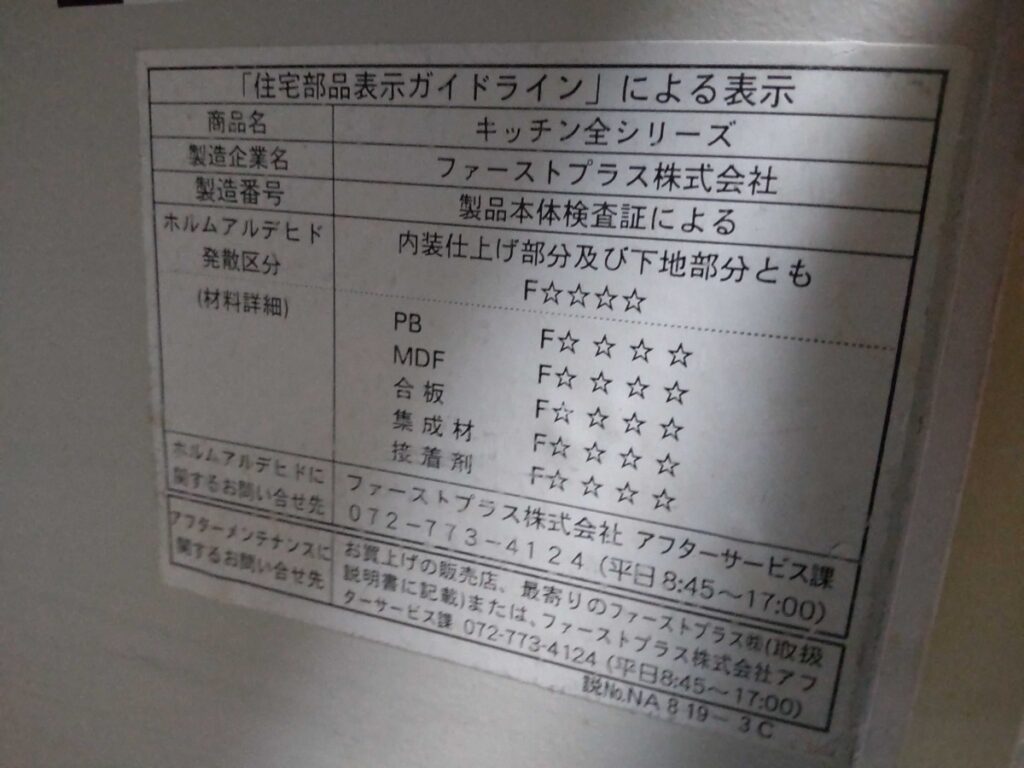 「住宅部品表示ガイドライン」による表示
商品名 キッチン全シリーズ
製造企業名 ファーストプラス株式会社
製造番号 製品本体検査証による
ホルムアルデヒド
発散区分
内装仕上げ部分及び下地部分とも
F☆☆☆☆
(材料詳細)
PB F☆☆☆☆
MDF F☆☆☆☆
合板 F☆☆☆☆
集成材 F☆☆☆☆
接着剤 F☆☆☆☆
ホルムアルデヒドに
関するお問い合せ先
ファーストプラス株式会社 アフターサービス課
072-773-4124 (平日8:45~17:00)
アフターメンテナンスに
関するお問い合せ先
お買上げの販売店、最寄りのファーストプラス㈱(取扱
説明書に記載)または、ファーストプラス株式会社アフ
ターサービス課 072-773-4124 (平日8:45~17:00)
説No.NA819-3C